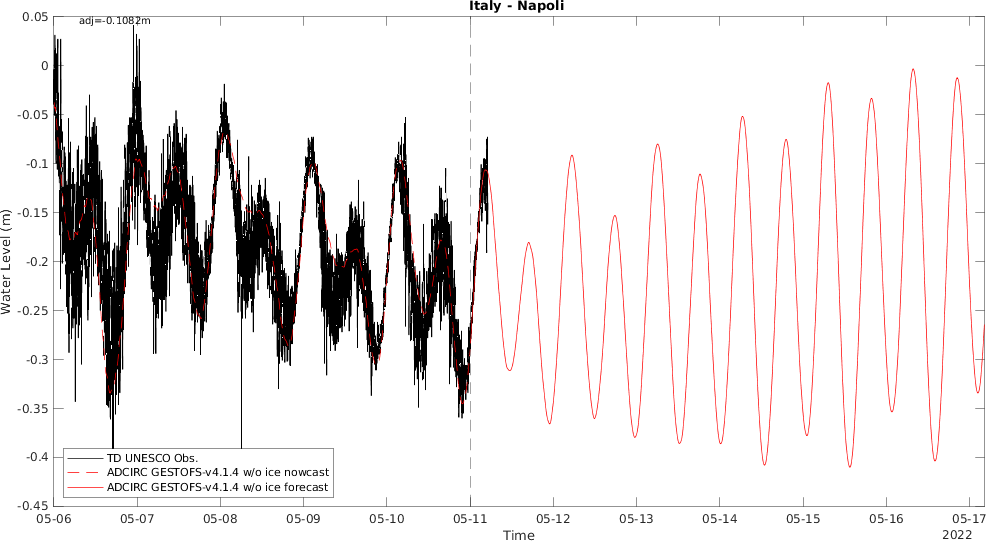 Italy - Napoli
adj=-0.1082m
0.05
0
-0.05
-0.1
-0.15
-0.2
-0.25
-0.3
-0.35
-0.4
-0.45
Water Level (m)
TD UNESCO Obs.
ADCIRC GESTOFS-v4.1.4 w/o ice nowcast
ADCIRC GESTOFS-v4.1.4 w/o ice forecast
05-06 05-07 05-08 05-09 05-10 05-11 05-12 05-13 05-14 05-15 05-16 05-17
Time
2022